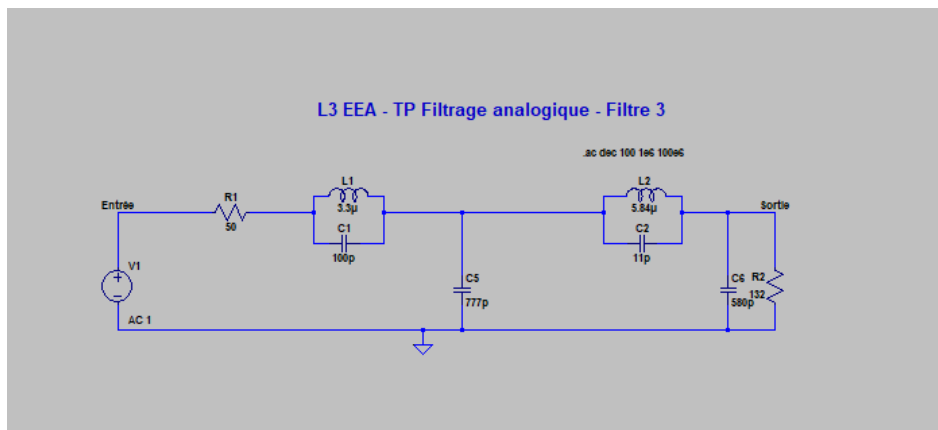 L3 EEA - TP Filtrage analogique - Filtre 3
.ac dec 100 1e6 100e6
Entrée
R1
50
L1
3.3µ
C1
100p
L2
5.84µ
C2
11p
Sortie
V1
AC 1
C5
777p
C6
580p
R2
132